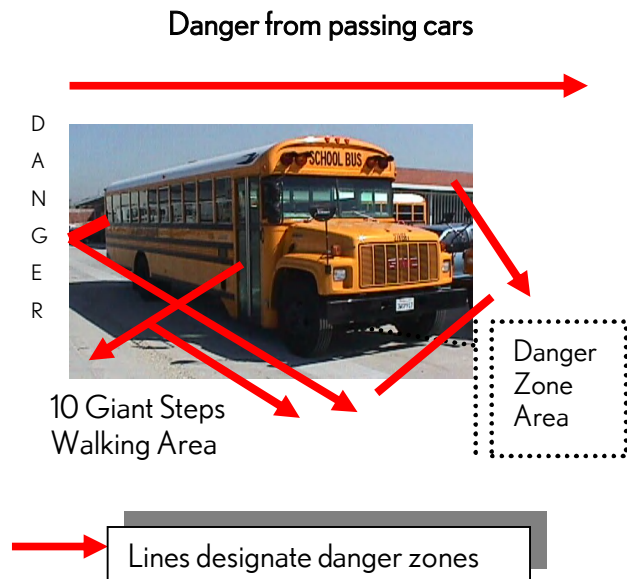 Danger from passing cars
D
A
N
G
E
R
SCHOOL BUS
10 Giant Steps
Walking Area
Danger
Zone
Area
Lines designate danger zones